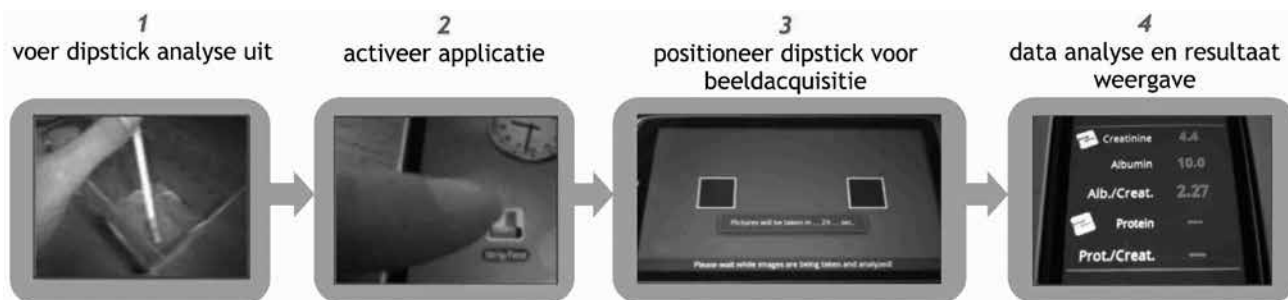 1
voer dipstick analyse uit
2
activeer applicatie
3
positioneer dipstick voor
beeldacquisitie
4
data analyse en resultaat
weergave
Pictures will be taken in ... 24 ... sec.
Please wait while images are being taken and analyzed
Creatinine 4.4
Albumin 10.0
Alb./Creat. 2.27
Protein —
Prot./Creat. —